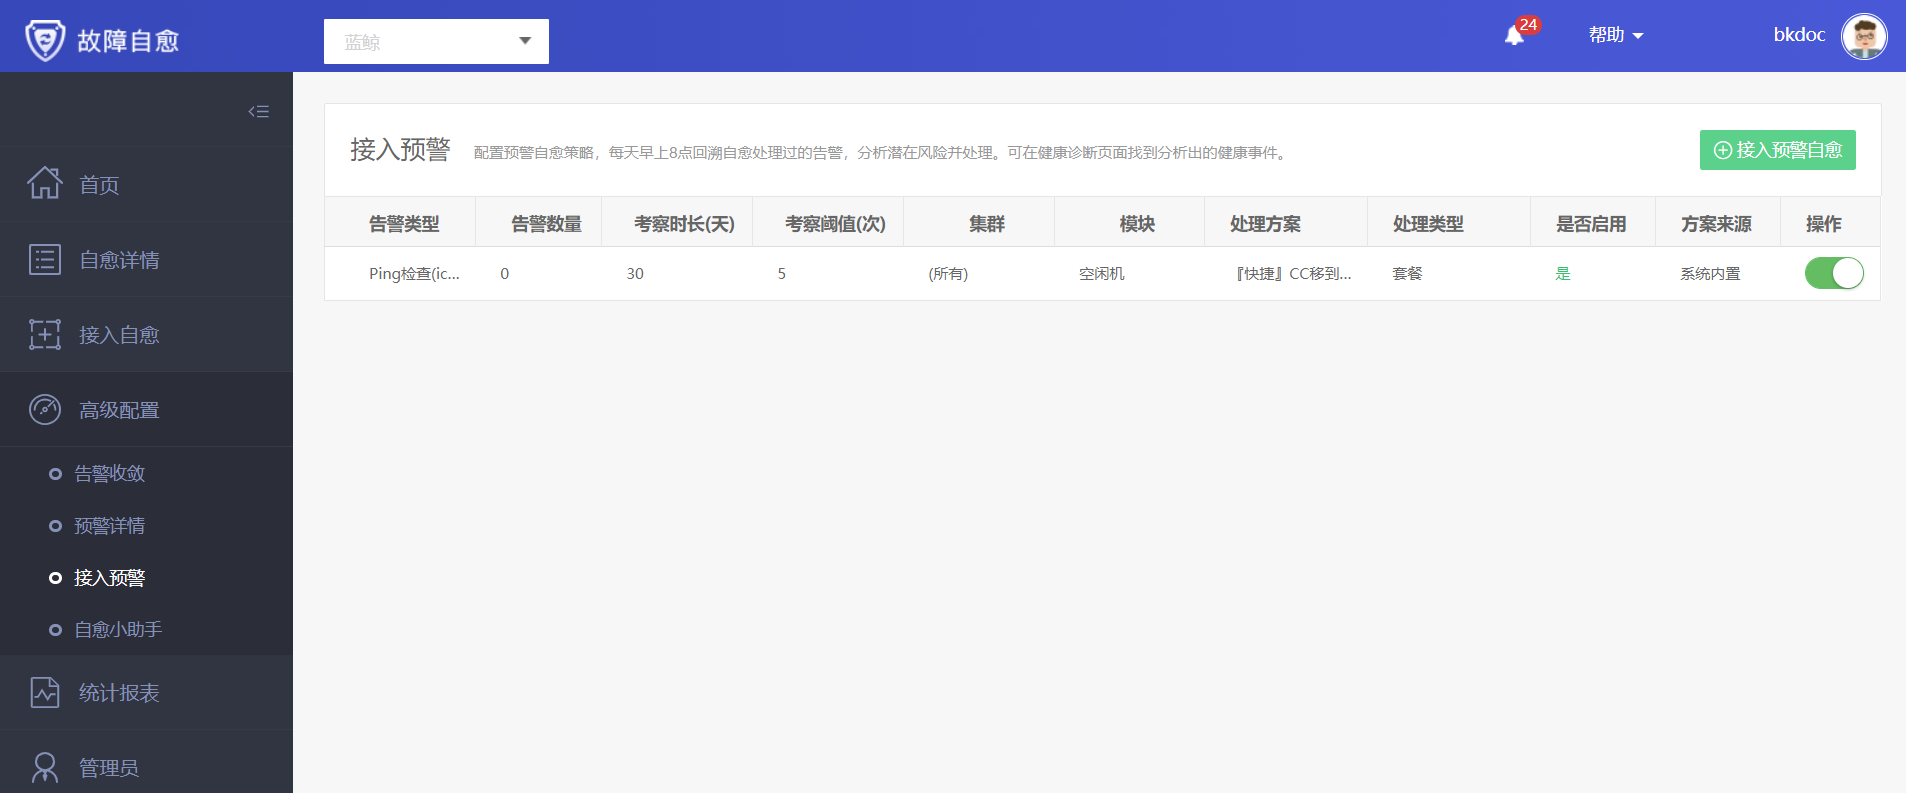 故障自愈
蓝鲸
24
帮助
bkdoc
首页
自愈详情
接入自愈
高级配置
告警收敛
预警详情
接入预警
自愈小助手
统计报表
管理员
接入预警 配置预警自愈策略，每天早上8点回溯自愈处理过的告警，分析潜在风险并处理。可在健康诊断页面找到分析出的健康事件。
接入预警自愈
告警类型 告警数量 考察时长(天) 考察阈值(次) 集群 模块 处理方案 处理类型 是否启用 方案来源 操作
Ping检查(ic... 0 30 5 (所有) 空闲机 『快捷』CC移到... 套餐 是 系统内置